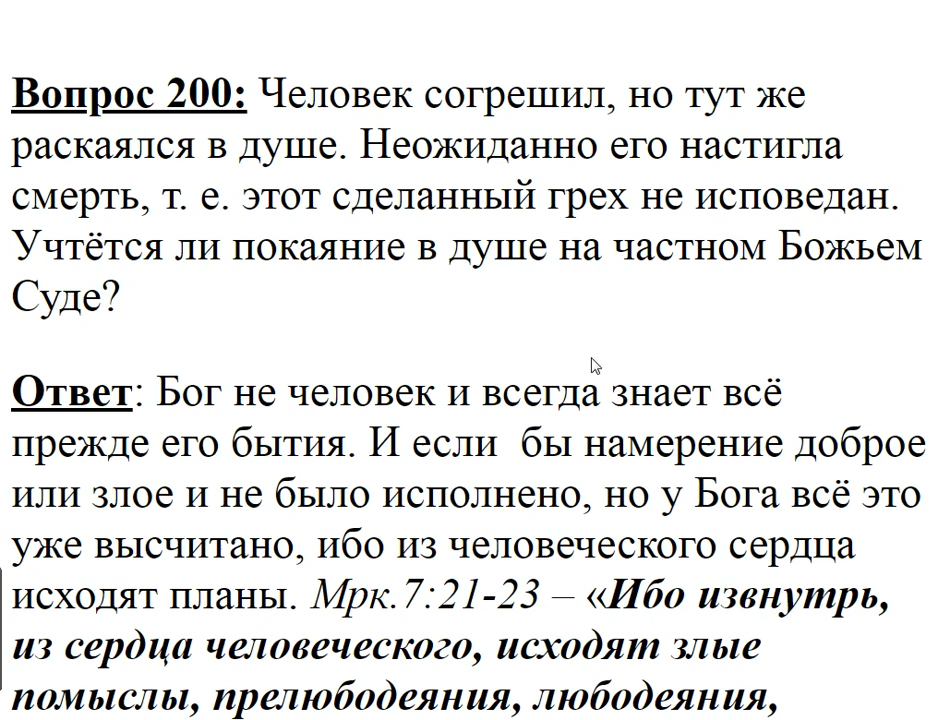 Вопрос 200: Человек согрешил, но тут же
раскаялся в душе. Неожиданно его настигла
смерть, т. е. этот сделанный грех не исповедан.
Учтётся ли покаяние в душе на частном Божьем
Суде?
Ответ: Бог не человек и всегда знает всё
прежде его бытия. И если  бы намерение доброе
или злое и не было исполнено, но у Бога всё это
уже высчитано, ибо из человеческого сердца
исходят планы. Мрк.7:21-23 – «Ибо извнутрь,
из сердца человеческого, исходят злые
помыслы, прелюбодеяния, любодеяния,